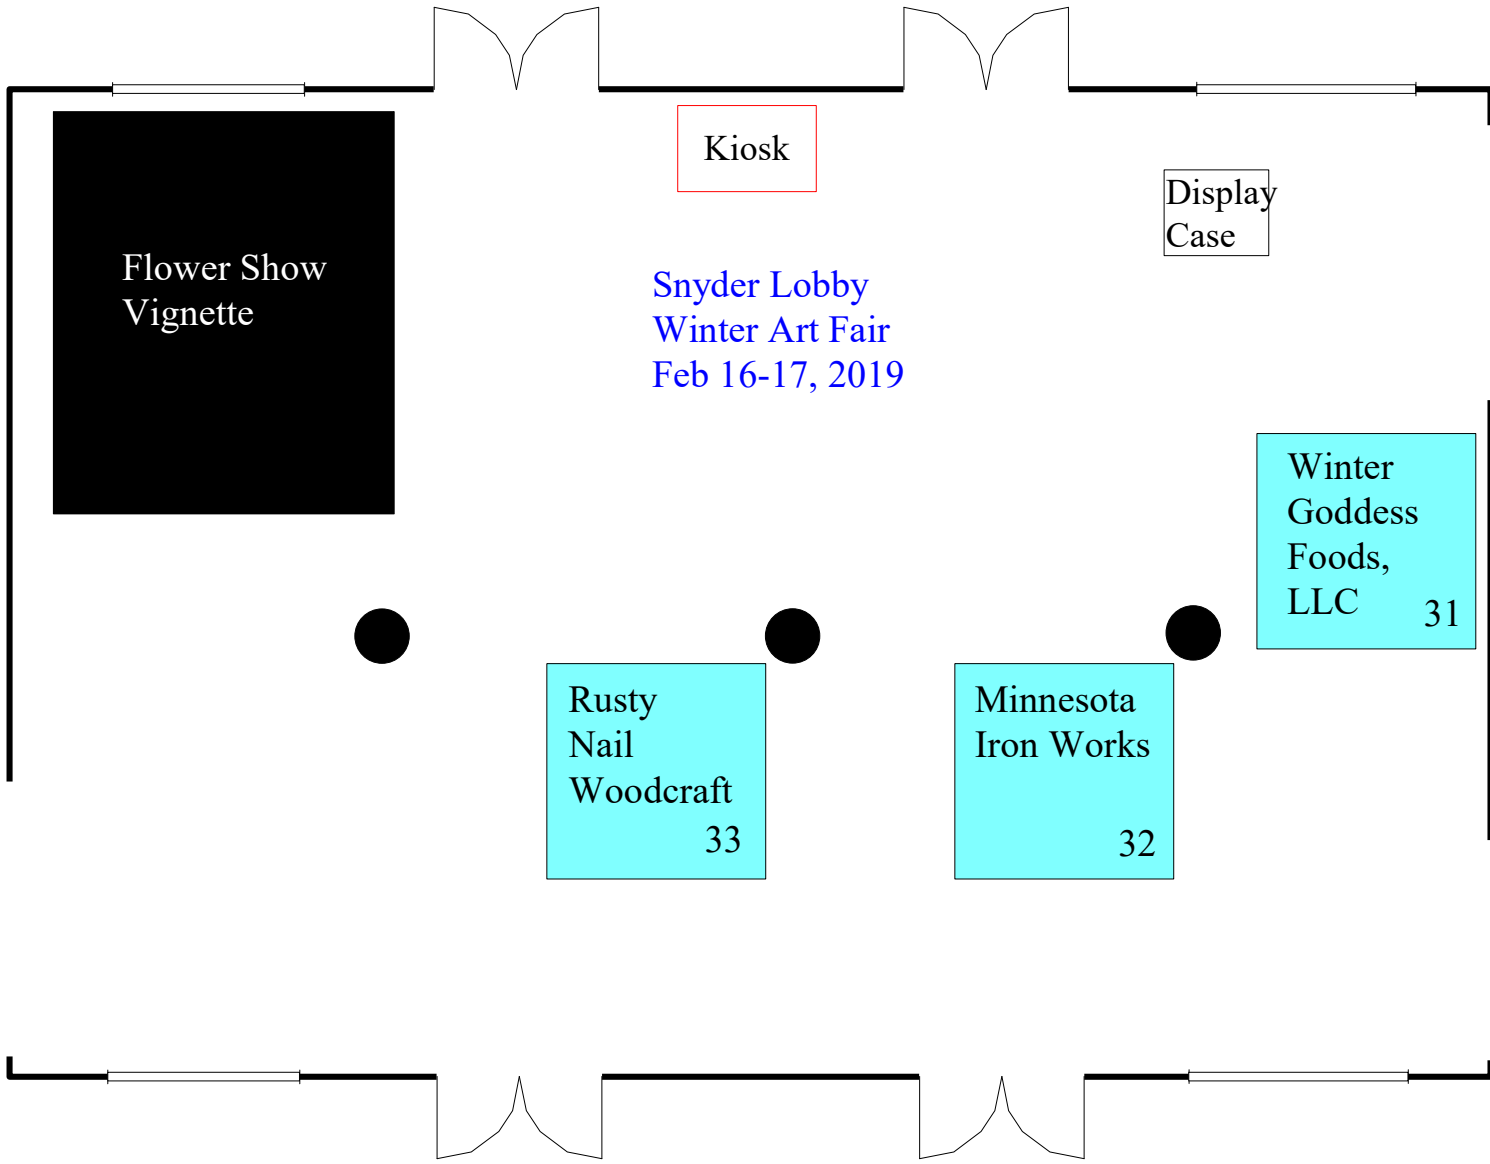 Kiosk
Display
Case
Flower Show
Vignette
Snyder Lobby
Winter Art Fair
Feb 16-17, 2019
Winter
Goddess
Foods,
LLC
31
Rusty
Nail
Woodcraft
33
Minnesota
Iron Works
32